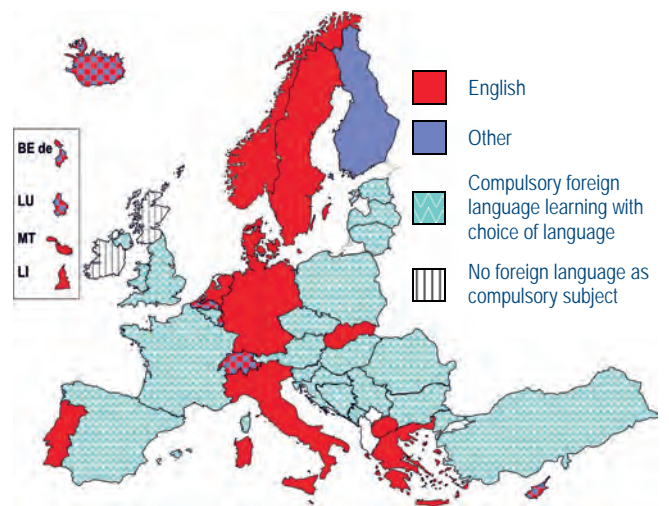 BE de
LU
MT
LI
English
Other
Compulsory foreign
language learning with
choice of language
No foreign language as
compulsory subject